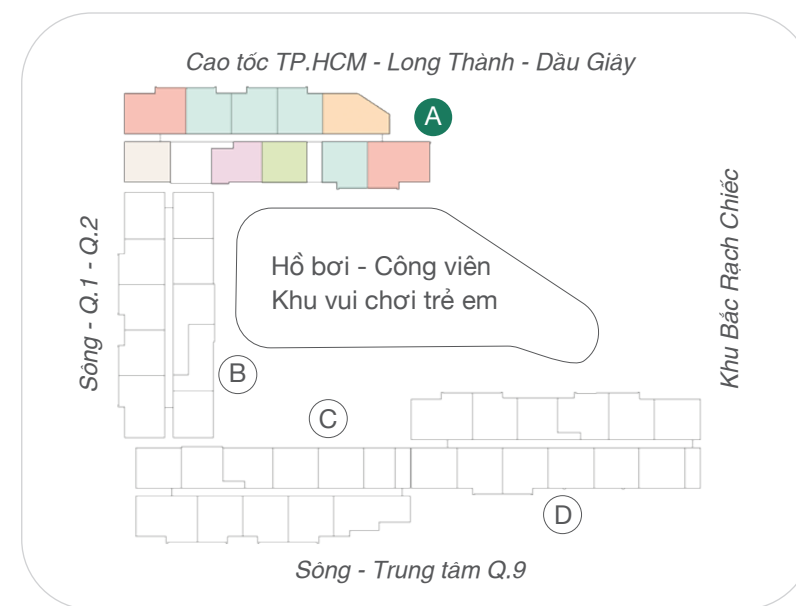 Cao tốc TP.HCM - Long Thành - Dầu Giây
A
Sông - Q.1 - Q.2
Hồ bơi - Công viên
Khu vui chơi trẻ em
Khu Bắc Rạch Chiếc
B
C
D
Sông - Trung tâm Q.9